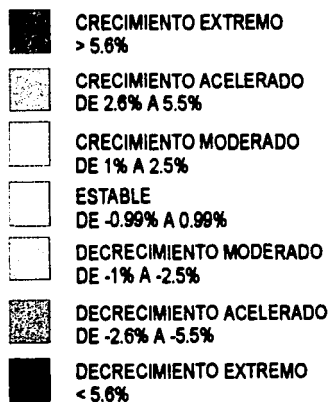 CRECIMIENTO EXTREMO
> 5.6%
CRECIMIENTO ACELERADO
DE 2.6% A 5.5%
CRECIMIENTO MODERADO
DE 1% A 2.5%
ESTABLE
DE -0.99% A 0.99%
DECRECIMIENTO MODERADO
DE -1% A -2.5%
DECRECIMIENTO ACELERADO
DE -2.6% A -5.5%
DECRECIMIENTO EXTREMO
< 5.6%